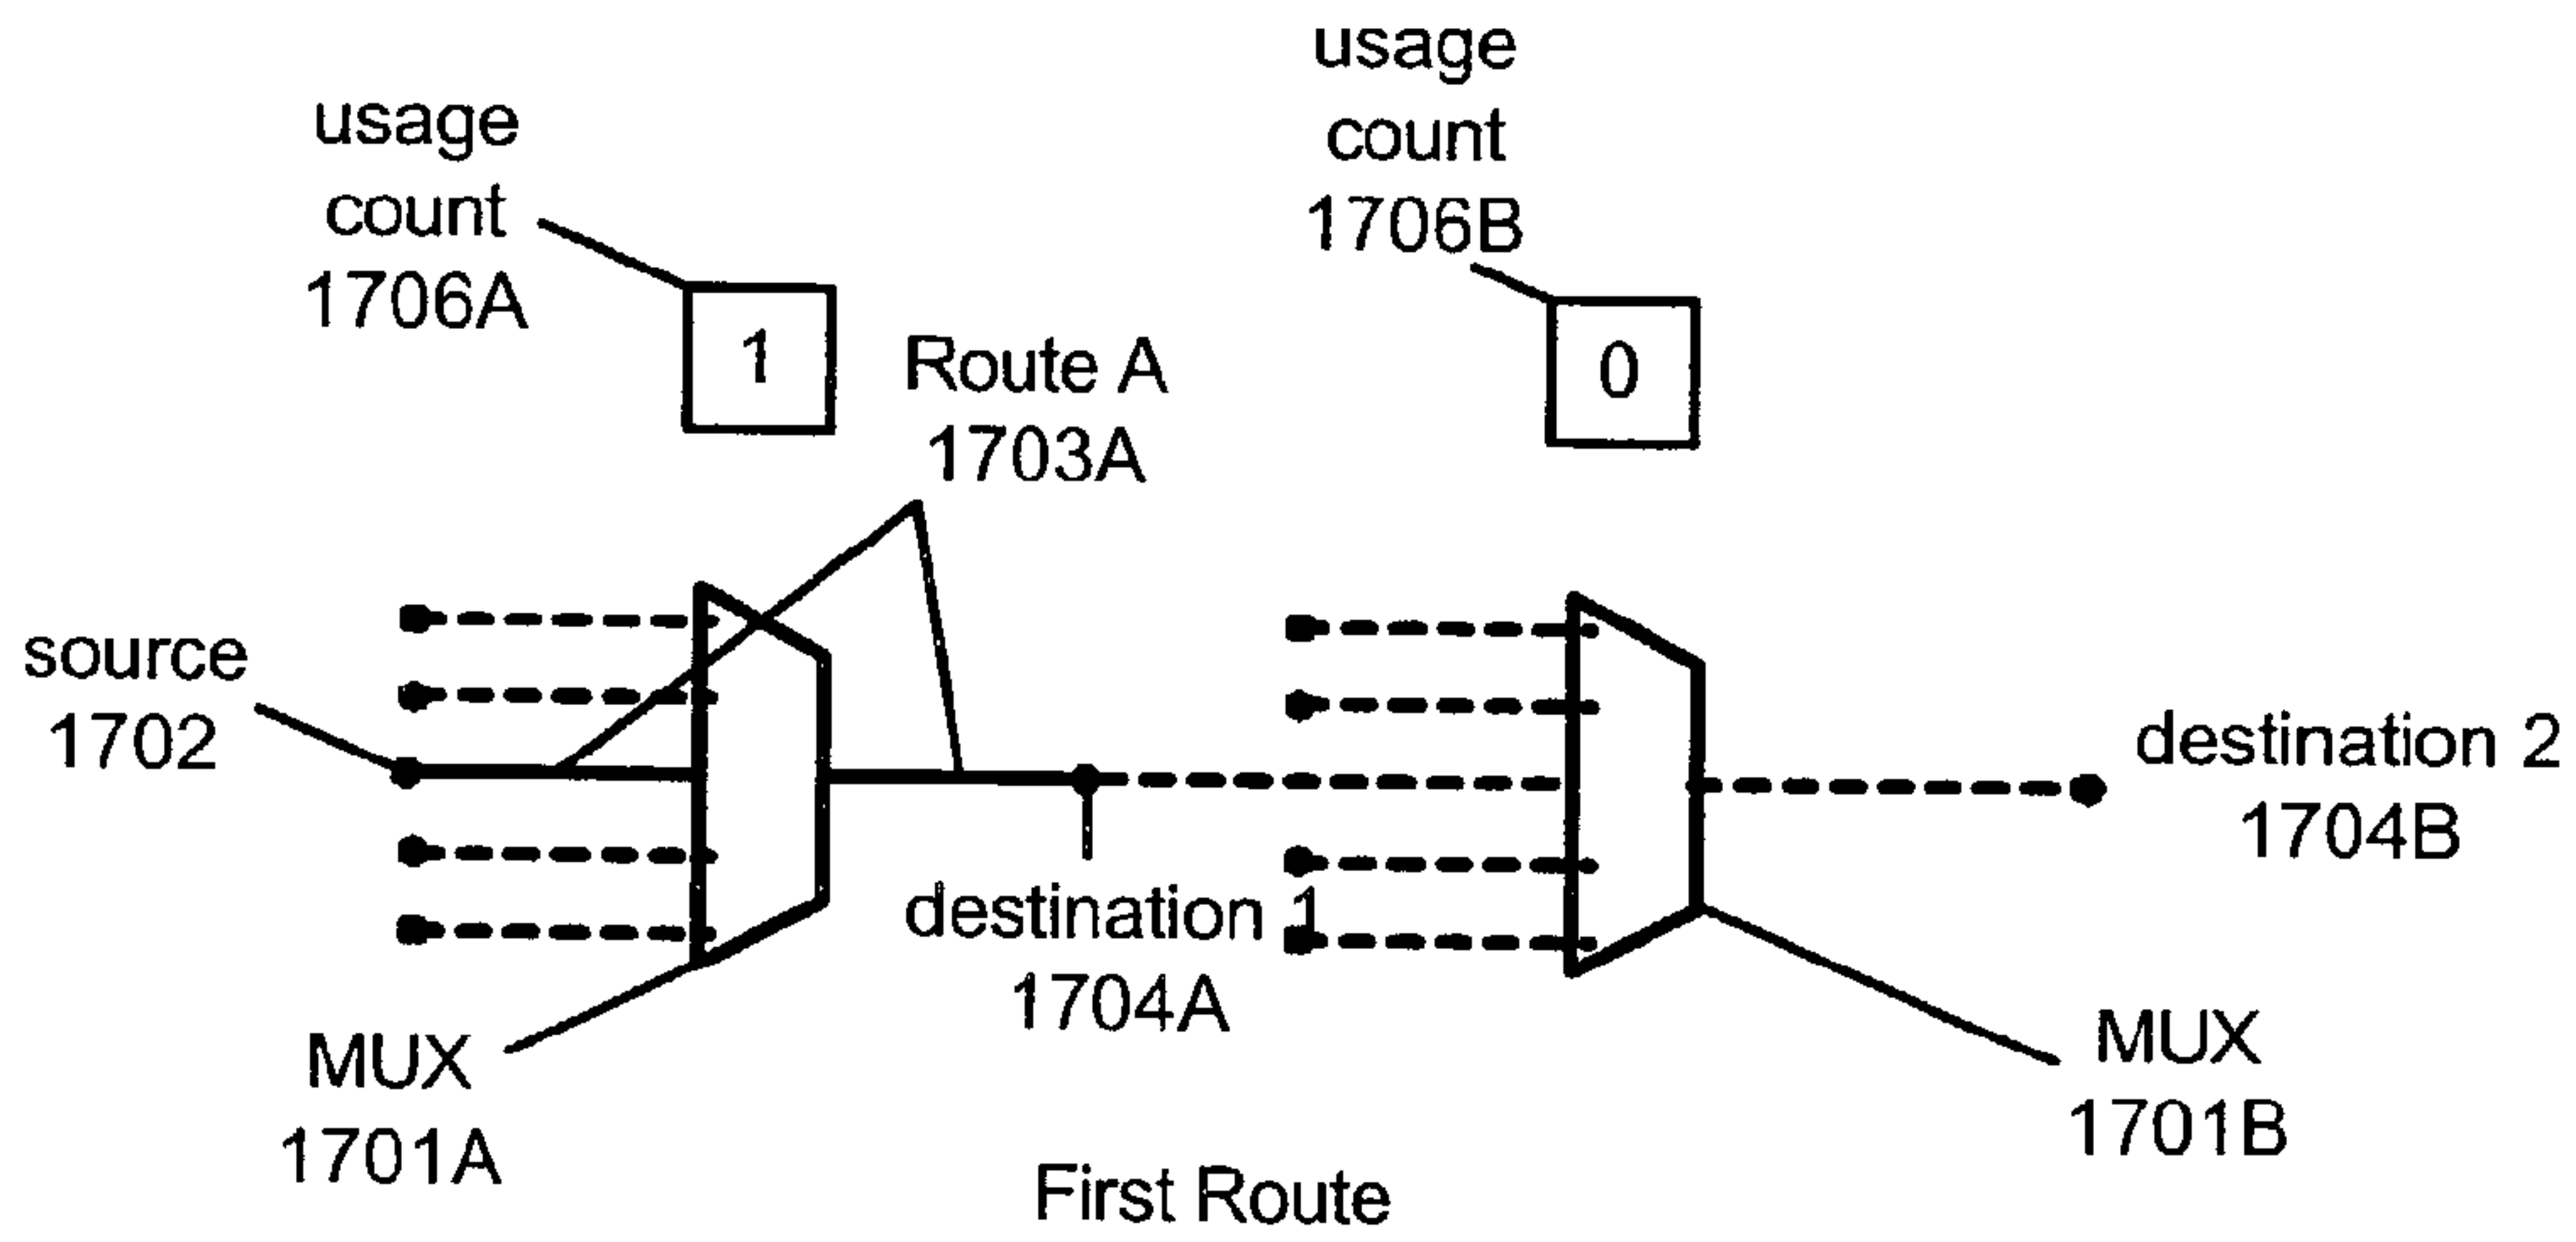 usage
count
1706A
usage
count
1706B
1
0
Route A
1703A
source
1702
destination 1
1704A
destination 2
1704B
MUX
1701A
MUX
1701B
First Route